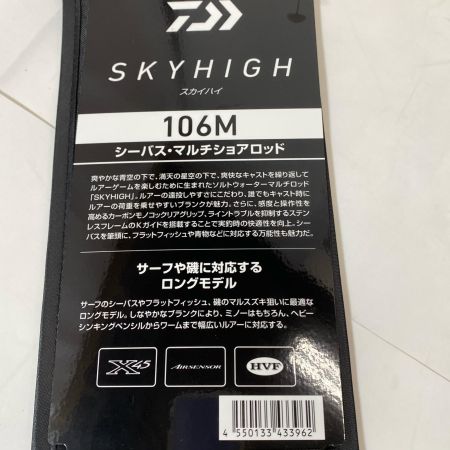 SKYHIGH
スカイハイ
106M
シーバス・マルチショアロッド
爽やかな青空の下で、満天の星空の下で、爽快なキャストを繰り返して
ルアーゲームを楽しむために生まれたソルトウォーターマルチロッド
「SKYHIGH」。ルアーの遠投しやすさにこだわり、誰でもキャスト時に
ルアーの荷重を乗せやすいブランクが魅力。さらに、感度と操作性を
高めるカーボンモノコックリアグリップ、ライントラブルを抑制するステン
レスフレームのKガイドを搭載することで実釣時の快適性を向上。シー
バスを筆頭に、フラットフィッシュや青物などに対応する万能性も魅力だ。
サーフや磯に対応する
ロングモデル
サーフのシーバスやフラットフィッシュ、磯のマルスズキ狙いに最適な
ロングモデル。しなやかなブランクにより、ミノーはもちろん、ヘビー
シンキングペンシルからワームまで幅広いルアーに対応する。
X45
AIRSENSOR
HVF
4 550133 433962